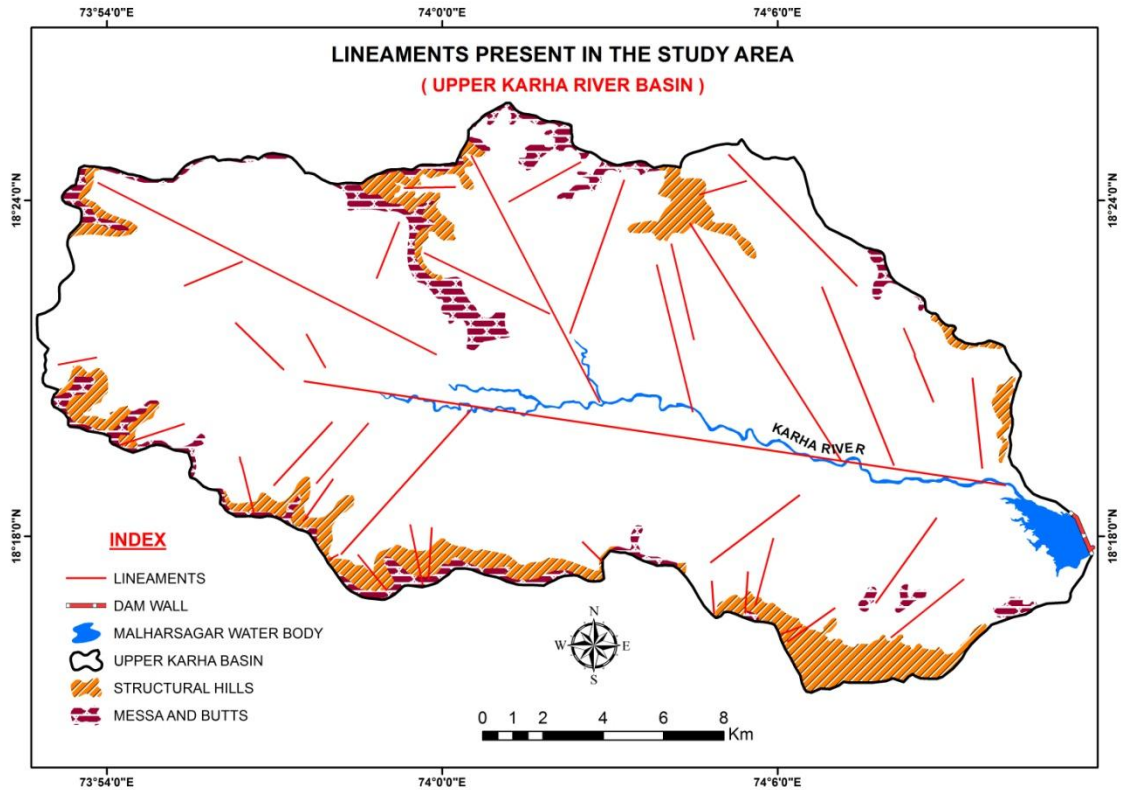 73°54'0"E 74°0'0"E 74°6'0"E
LINEAMENTS PRESENT IN THE STUDY AREA
( UPPER KARHA RIVER BASIN )
18°24'0"N
18°24'0"N
KARHA RIVER
18°18'0"N
18°18'0"N
INDEX
LINEAMENTS
DAM WALL
MALHARSAGAR WATER BODY
UPPER KARHA BASIN
STRUCTURAL HILLS
MESSA AND BUTTS
N
W E
S
0 1 2 4 6 8
Km
73°54'0"E 74°0'0"E 74°6'0"E